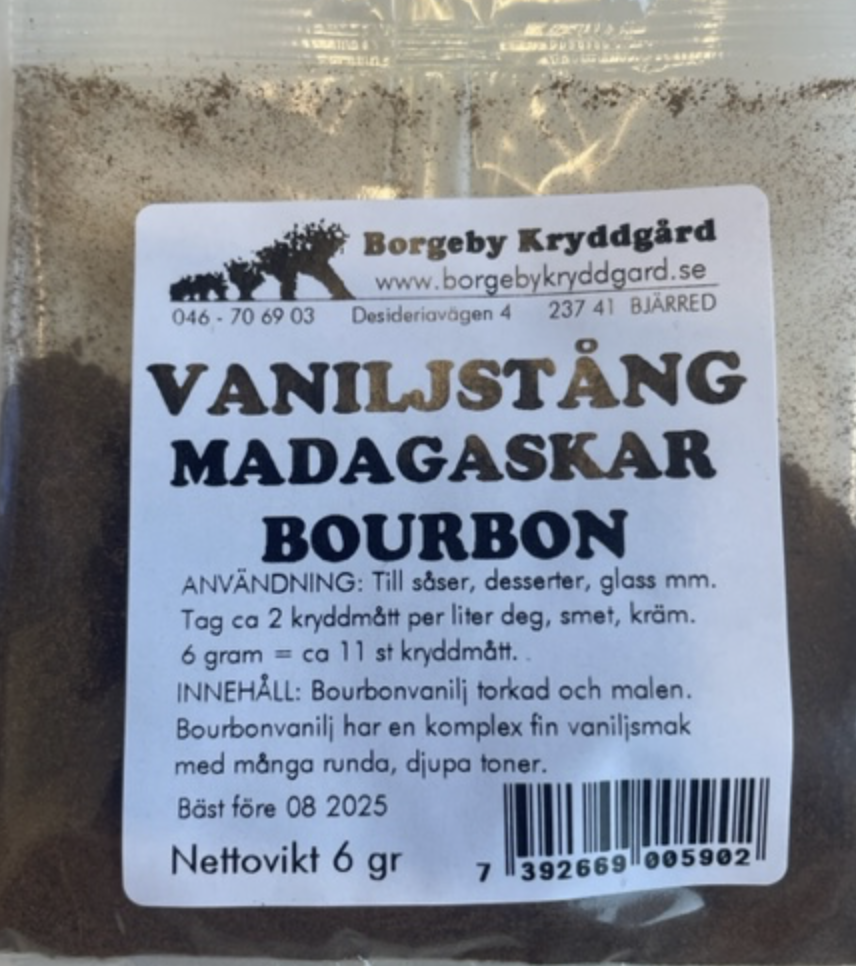 Borgeby Kryddgård
www.borgebykryddgard.se
046 - 70 69 03 Desideriavägen 4 237 41 BJÄRRED
VANILJSTÅNG
MADAGASKAR
BOURBON
ANVÄNDNING: Till såser, desserter, glass mm.
Tag ca 2 kryddmått per liter deg, smet, kräm.
6 gram = ca 11 st kryddmått. .
INNEHÅLL: Bourbonvanilj torkad och malen.
Bourbonvanilj har en komplex fin vaniljsmak
med många runda, djupa toner.
Bäst före 08 2025
Nettovikt 6 gr
7 392669 005902